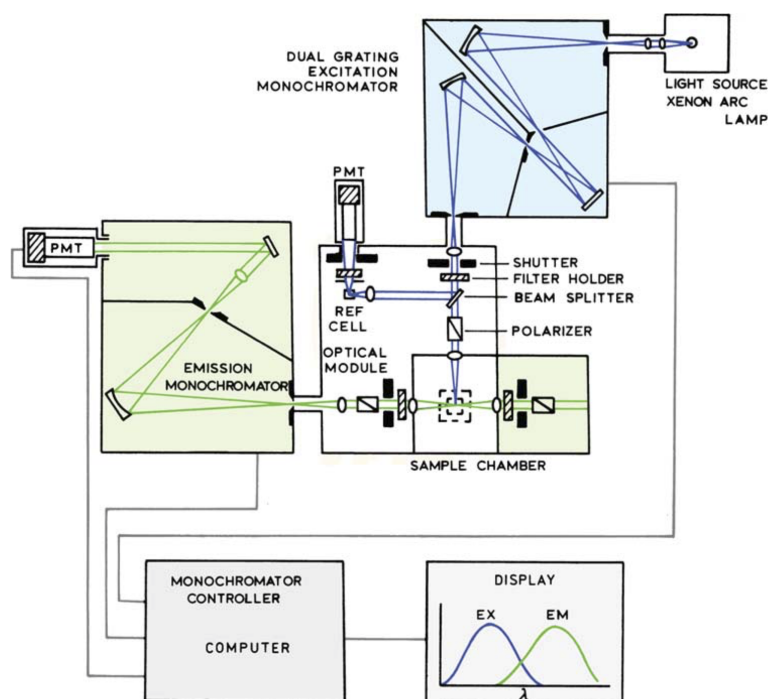 DUAL GRATING
EXCITATION
MONOCHROMATOR
LIGHT SOURCE
XENON ARC
LAMP
PMT
PMT
SHUTTER
FILTER HOLDER
BEAM SPLITTER
REF
CELL
POLARIZER
OPTICAL
MODULE
EMISSION
MONOCHROMATOR
SAMPLE CHAMBER
MONOCHROMATOR
CONTROLLER
COMPUTER
DISPLAY
EX
EM
λ